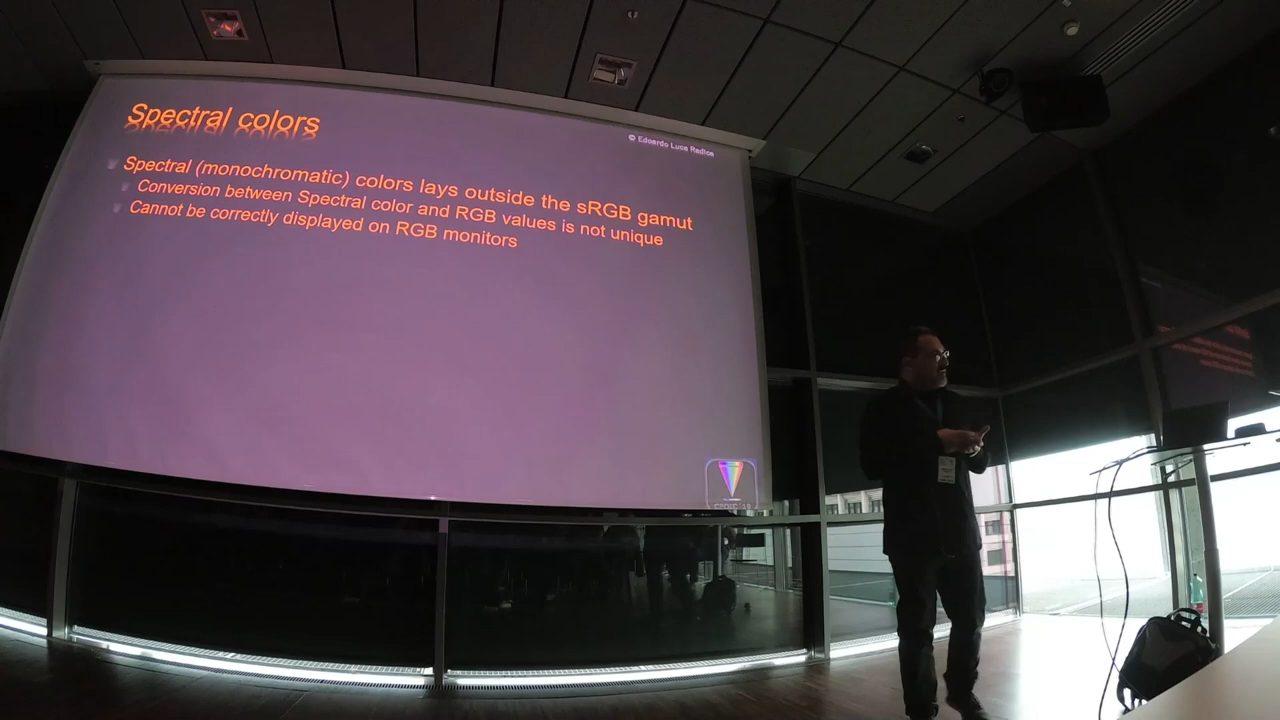 Spectral colors
© Edoardo Luca Radice
Spectral (monochromatic) colors lays outside the sRGB gamut
Conversion between Spectral color and RGB values is not unique
Cannot be correctly displayed on RGB monitors